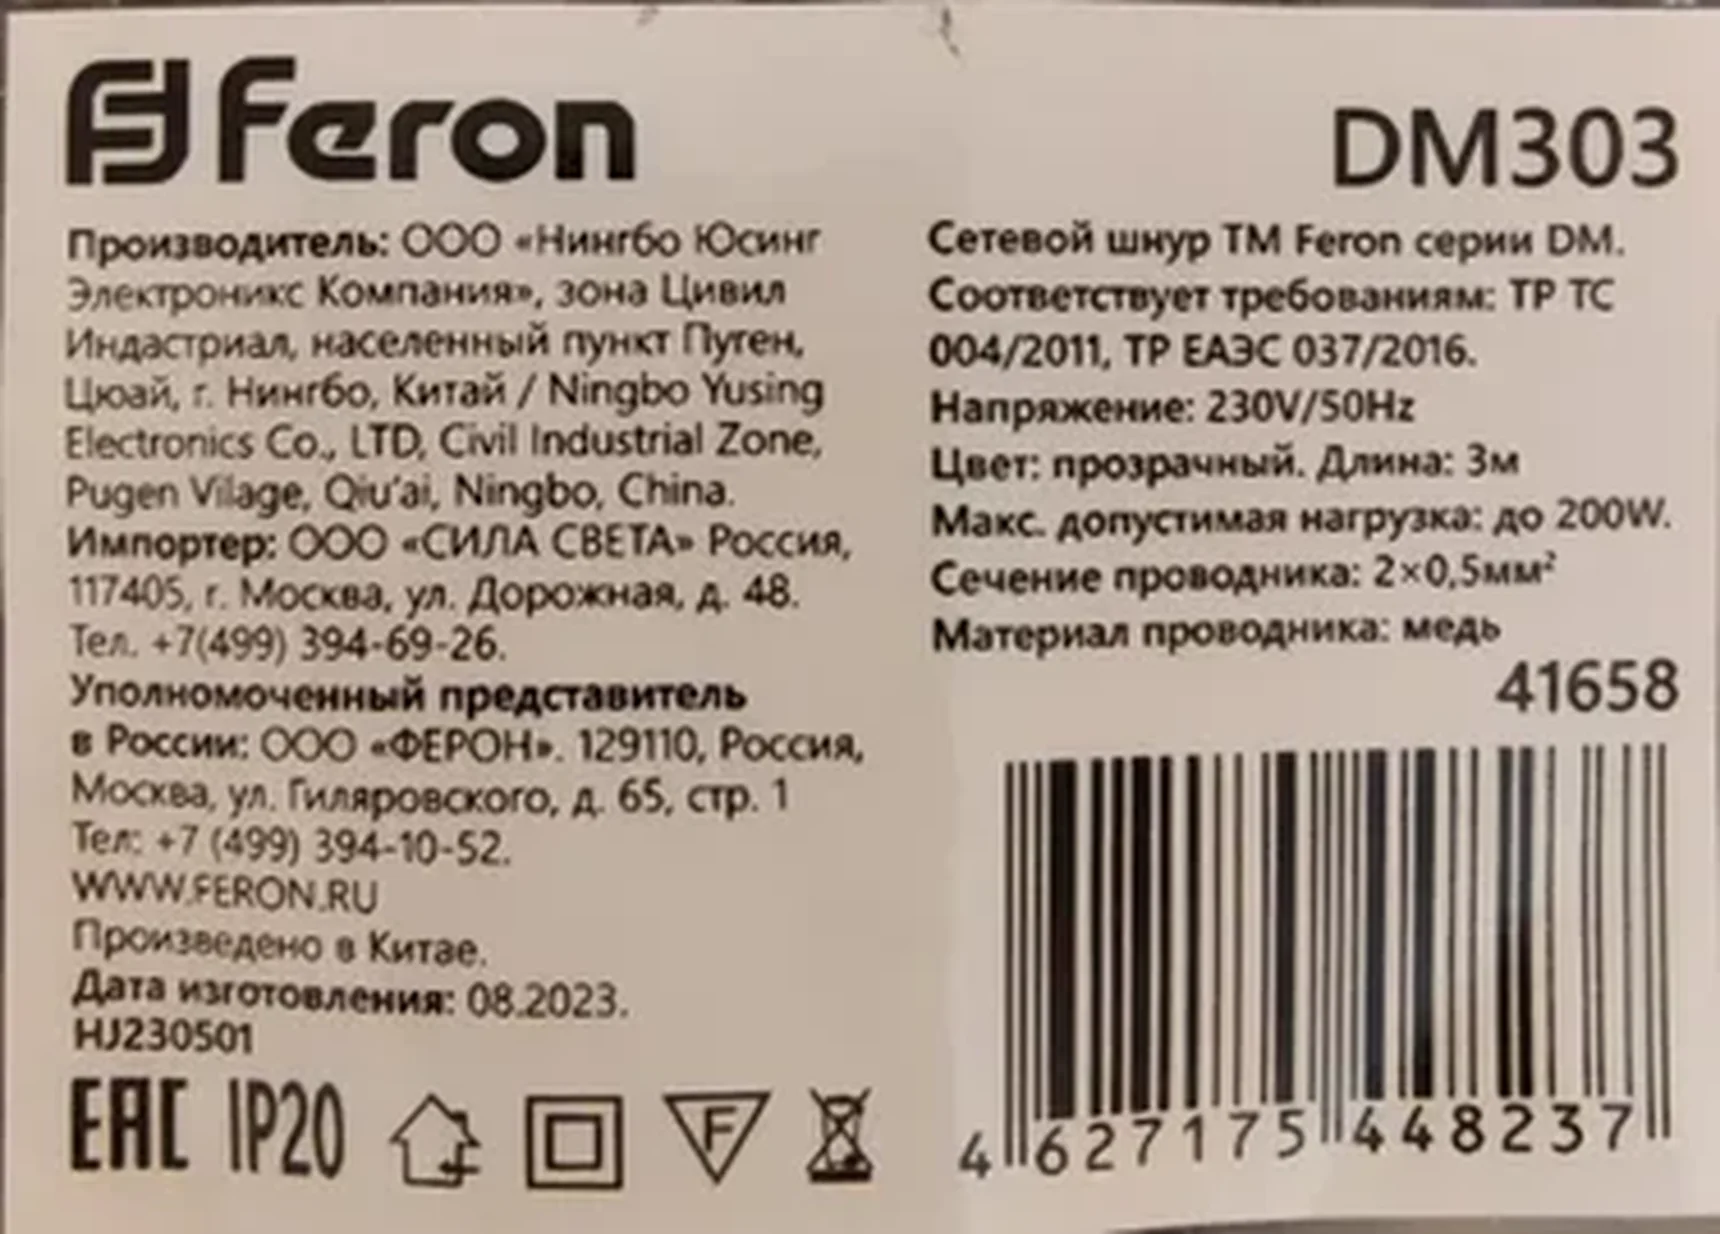 feron
Производитель: ООО «Нингбо Юсинг
Электроникс Компания», зона Цивил
Индастриал, населенный пункт Пуген,
Цюай, г. Нингбо, Китай / Ningbo Yusing
Electronics Co., LTD, Civil Industrial Zone,
Pugen Vilage, Qiu'ai, Ningbo, China.
Импортер: ООО «СИЛА СВЕТА» Россия,
117405, г. Москва, ул. Дорожная, д. 48.
Тел. +7(499) 394-69-26.
Уполномоченный представитель
в России: ООО «ФЕРОН». 129110, Россия,
Москва, ул. Гиляровского, д. 65, стр. 1
Тел: +7 (499) 394-10-52.
WWW.FERON.RU
Произведено в Китае.
Дата изготовления: 08.2023.
HJ230501
EAC IP20
F
DM303
Сетевой шнур TM Feron серии DM.
Соответствует требованиям: ТР ТС
004/2011, ТР ЕАЭС 037/2016.
Напряжение: 230V/50Hz
Цвет: прозрачный. Длина: 3м
Макс. допустимая нагрузка: до 200W.
Сечение проводника: 2×0,5мм²
Материал проводника: медь
41658
4 627175 448237